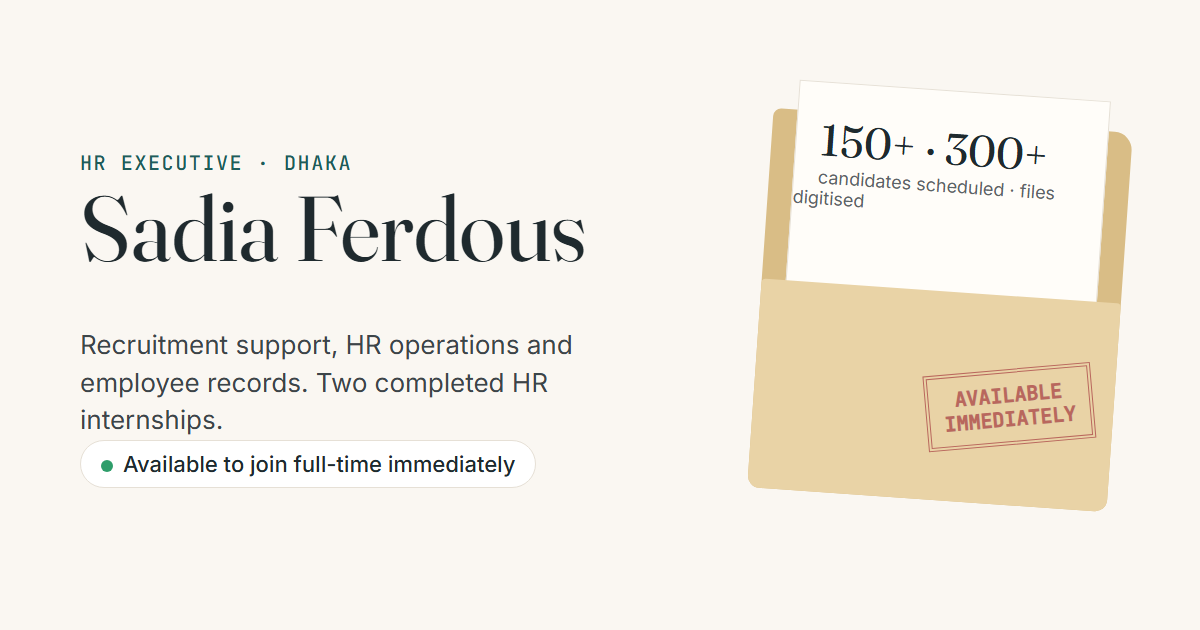 HR EXECUTIVE · DHAKA
Sadia Ferdous
Recruitment support, HR operations and
employee records. Two completed HR
internships.
Available to join full-time immediately
150+ · 300+
candidates scheduled · files
digitised
AVAILABLE
IMMEDIATELY